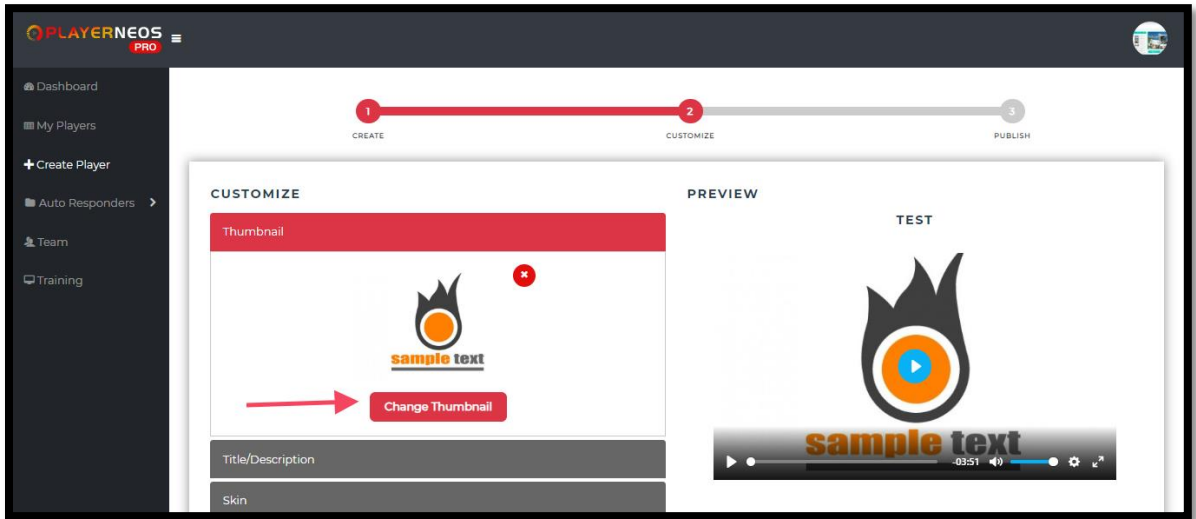 PLAYERNEOS
PRO
Dashboard
My Players
Create Player
Auto Responders
Team
Training
1
2
3
CREATE
CUSTOMIZE
PUBLISH
CUSTOMIZE
Thumbnail
sample text
Change Thumbnail
Title/Description
Skin
PREVIEW
TEST
sample text
-03:51